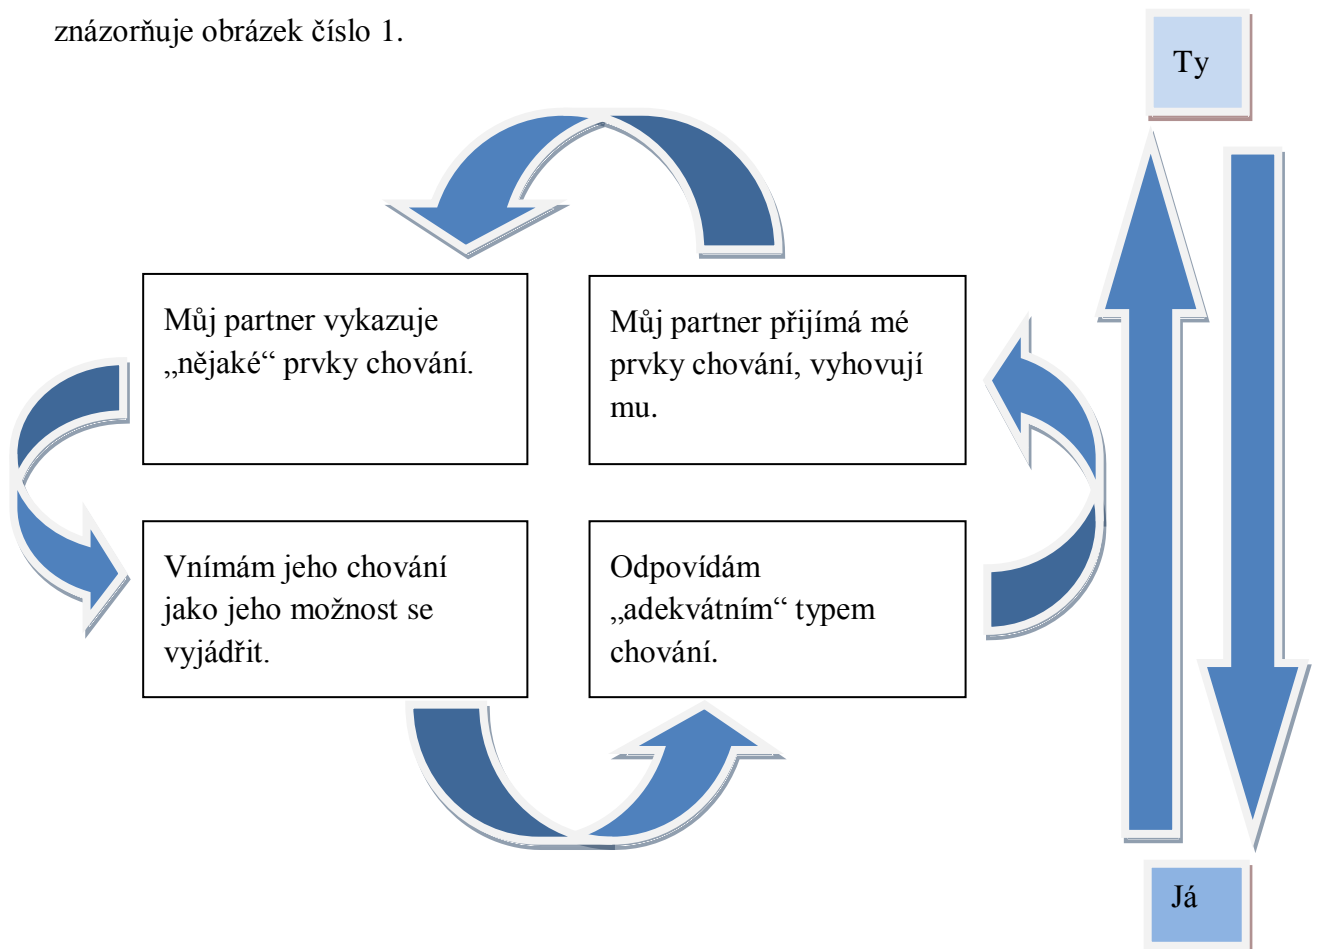 znázorňuje obrázek číslo 1.
Ty
Můj partner vykazuje
„nějaké“ prvky chování.
Můj partner přijímá mé
prvky chování, vyhovují
mu.
Vnímám jeho chování
jako jeho možnost se
vyjádřit.
Odpovídám
„adekvátním“ typem
chování.
Já